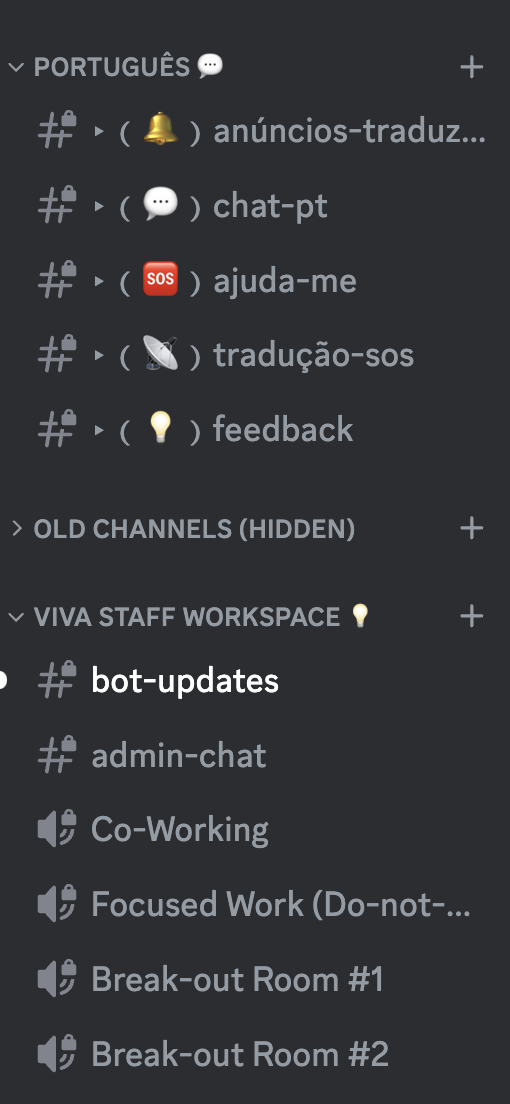 PORTUGUÊS 💬
▸ ( 🔔 ) anúncios-traduz...
▸ ( 💬 ) chat-pt
▸ ( 🆘 ) ajuda-me
▸ ( 📡 ) tradução-sos
▸ ( 💡 ) feedback
OLD CHANNELS (HIDDEN)
VIVA STAFF WORKSPACE 💡
bot-updates
admin-chat
Co-Working
Focused Work (Do-not-...
Break-out Room #1
Break-out Room #2